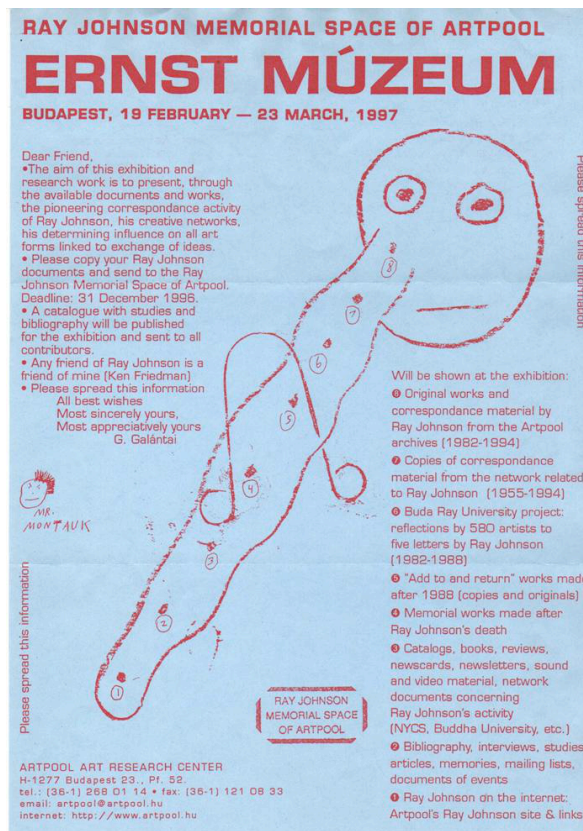 RAY JOHNSON MEMORIAL SPACE OF ARTPOOL
ERNST MÚZEUM
BUDAPEST, 19 FEBRUARY — 23 MARCH, 1997
Dear Friend,
•The aim of this exhibition and
research work is to present, through
the available documents and works,
the pioneering correspondance activity
of Ray Johnson, his creative networks,
his determining influence on all art
forms linked to exchange of ideas.
• Please copy your Ray Johnson
documents and send to the Ray
Johnson Memorial Space of Artpool.
Deadline: 31 December 1996.
• A catalogue with studies and
bibliography will be published
for the exhibition and sent to all
contributors.
• Any friend of Ray Johnson is a
friend of mine (Ken Friedman)
• Please spread this information
All best wishes
Most sincerely yours,
Most appreciatively yours
G. Galántai
MR.
MONTAUK
Please spread this information
Please spread this information
8
7
6
5
4
3
2
1
Will be shown at the exhibition:
❽ Original works and
correspondance material by
Ray Johnson from the Artpool
archives (1982-1994)
❼ Copies of correspondance
material from the network related
to Ray Johnson (1955-1994)
❻ Buda Ray University project:
reflections by 580 artists to
five letters by Ray Johnson
(1982-1988)
❺ "Add to and return" works made
after 1988 (copies and originals)
❹ Memorial works made after
Ray Johnson's death
❸ Catalogs, books, reviews,
newscards, newsletters, sound
and video material, network
documents concerning
Ray Johnson's activity
(NYCS, Buddha University, etc.)
❷ Bibliography, interviews, studies
articles, memories, mailing lists,
documents of events
❶ Ray Johnson on the internet:
Artpool's Ray Johnson site & links
RAY JOHNSON
MEMORIAL SPACE
OF ARTPOOL
ARTPOOL ART RESEARCH CENTER
H-1277 Budapest 23., Pf. 52.
tel.: (36-1) 268 01 14 • fax: (36-1) 121 08 33
email: artpool@artpool.hu
internet: http://www.artpool.hu